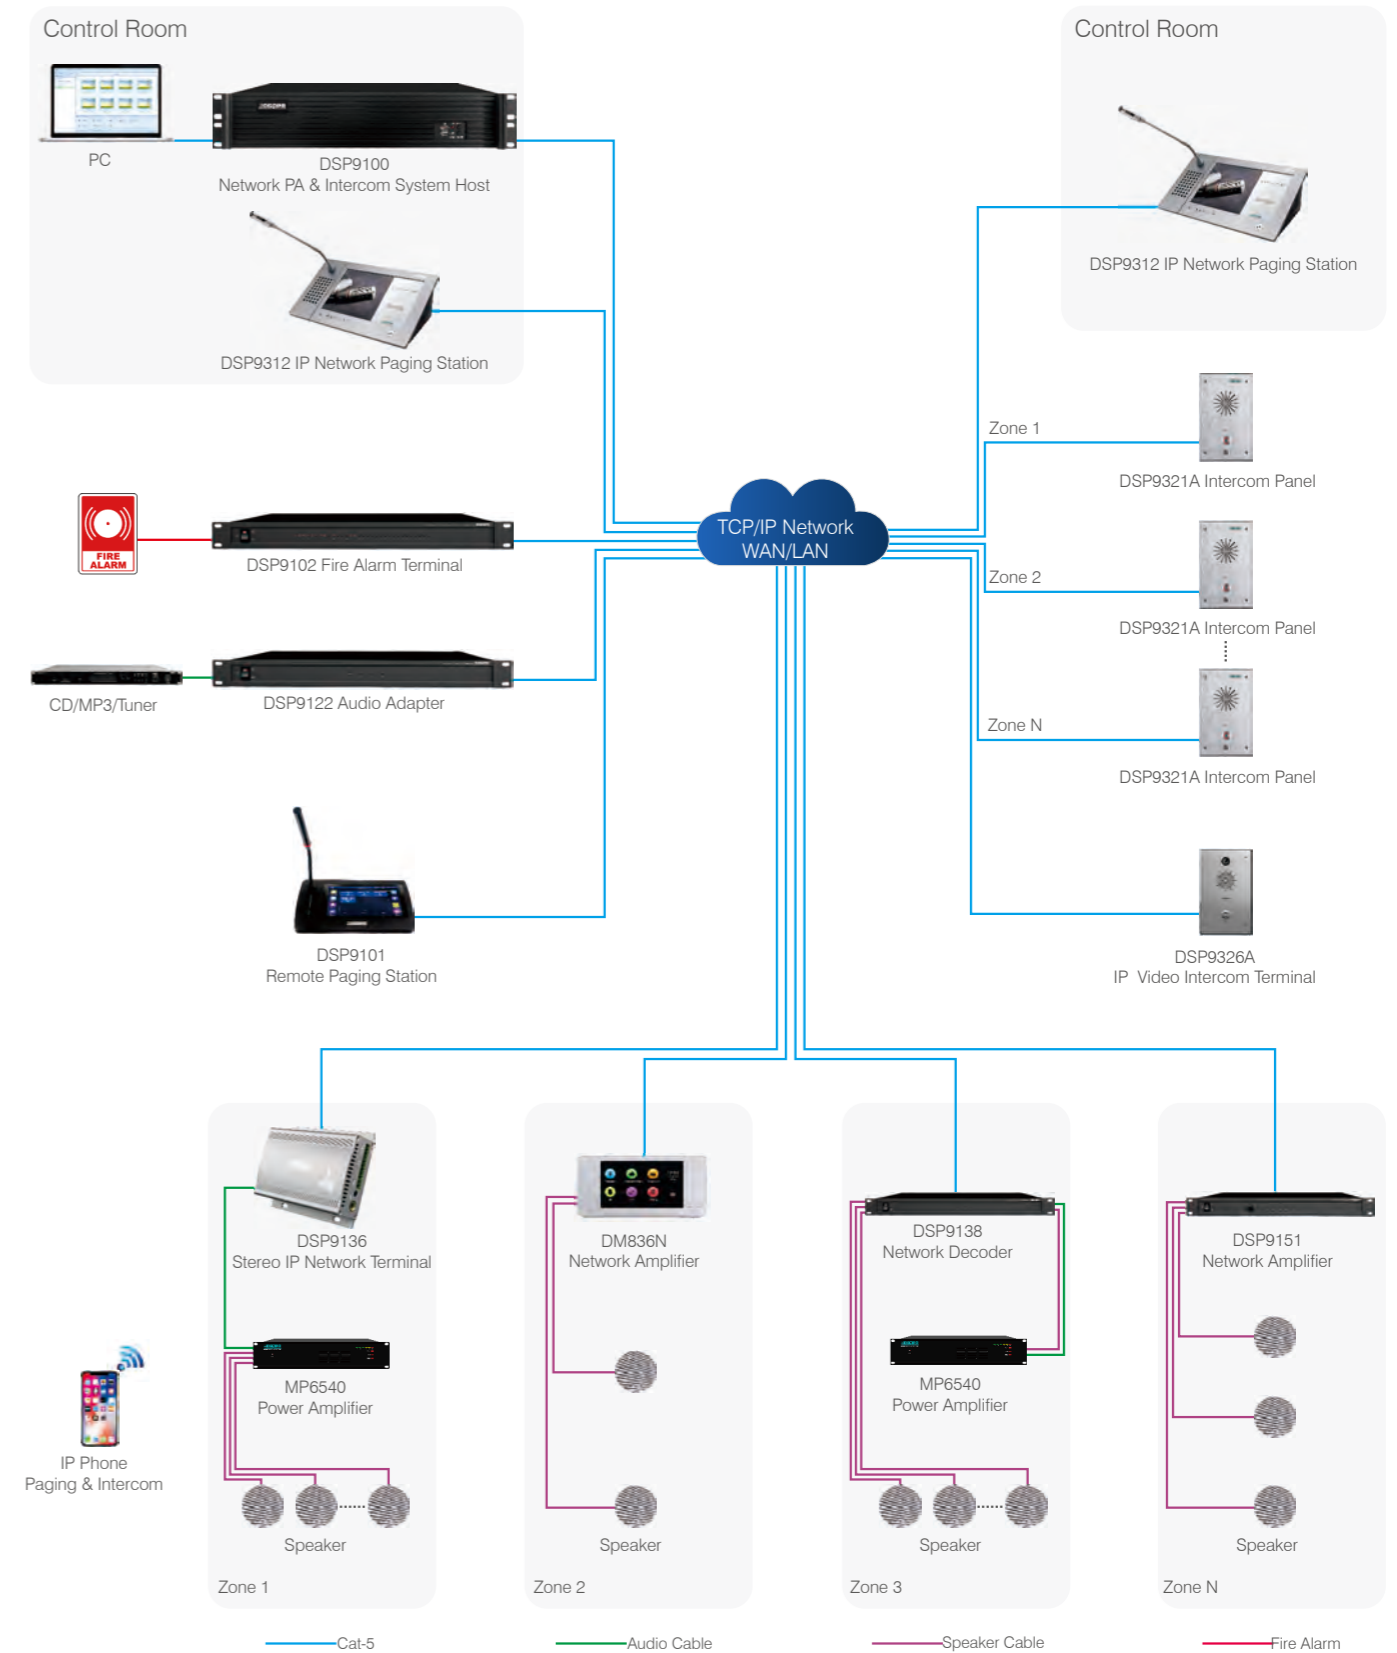 Control Room
PC
DSP9100
Network PA & Intercom System Host
DSP9312 IP Network Paging Station
Control Room
DSP9312 IP Network Paging Station
Zone 1
DSP9321A Intercom Panel
Zone 2
DSP9321A Intercom Panel
Zone N
DSP9321A Intercom Panel
DSP9326A
IP Video Intercom Terminal
TCP/IP Network
WAN/LAN
FIRE
ALARM
DSP9102 Fire Alarm Terminal
CD/MP3/Tuner
DSP9122 Audio Adapter
DSP9101
Remote Paging Station
IP Phone
Paging & Intercom
DSP9136
Stereo IP Network Terminal
MP6540
Power Amplifier
Speaker
Zone 1
DM836N
Network Amplifier
Speaker
Zone 2
DSP9138
Network Decoder
MP6540
Power Amplifier
Speaker
Zone 3
DSP9151
Network Amplifier
Speaker
Zone N
Cat-5
Audio Cable
Speaker Cable
Fire Alarm